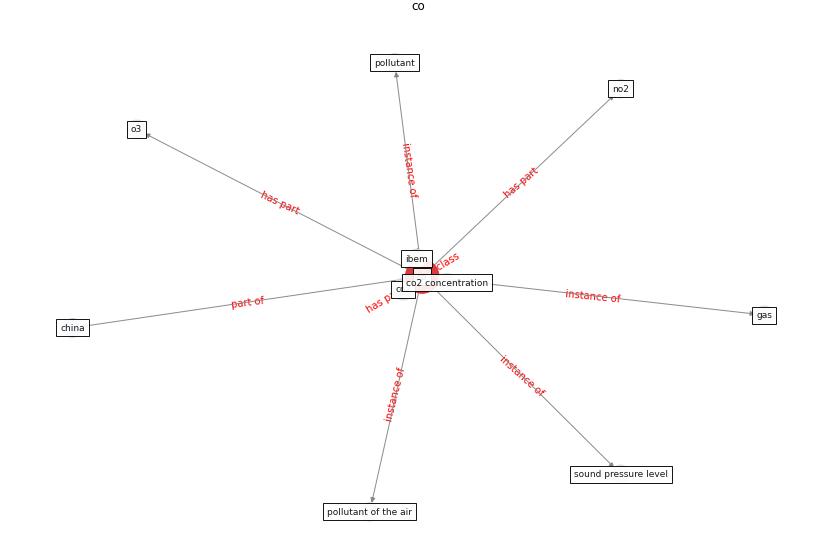 co
pollutant
no2
o3
instance of
has part
has part
ibem
class
co2 concentration
has
part of
instance of
gas
china
instance of
instance of
sound pressure level
pollutant of the air